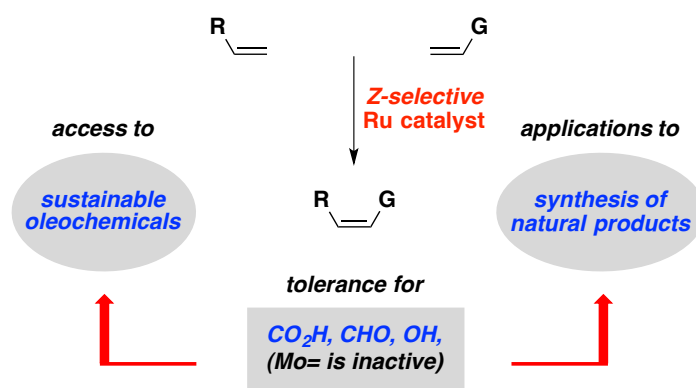 R
G
Z-selective
Ru catalyst
access to
applications to
sustainable
oleochemicals
R
G
synthesis of
natural products
tolerance for
CO₂H, CHO, OH,
(Mo= is inactive)